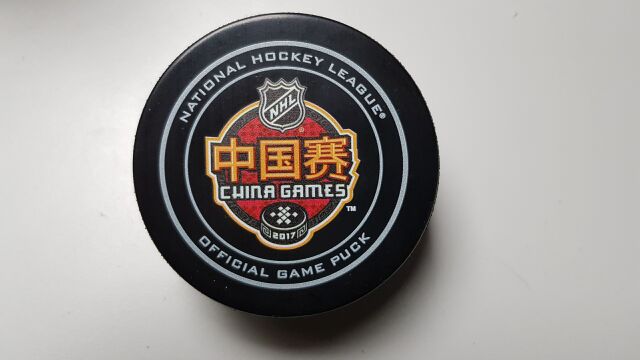 NATIONAL HOCKEY LEAGUE®
NHL
®
中国赛
CHINA GAMES
™
2017
OFFICIAL GAME PUCK